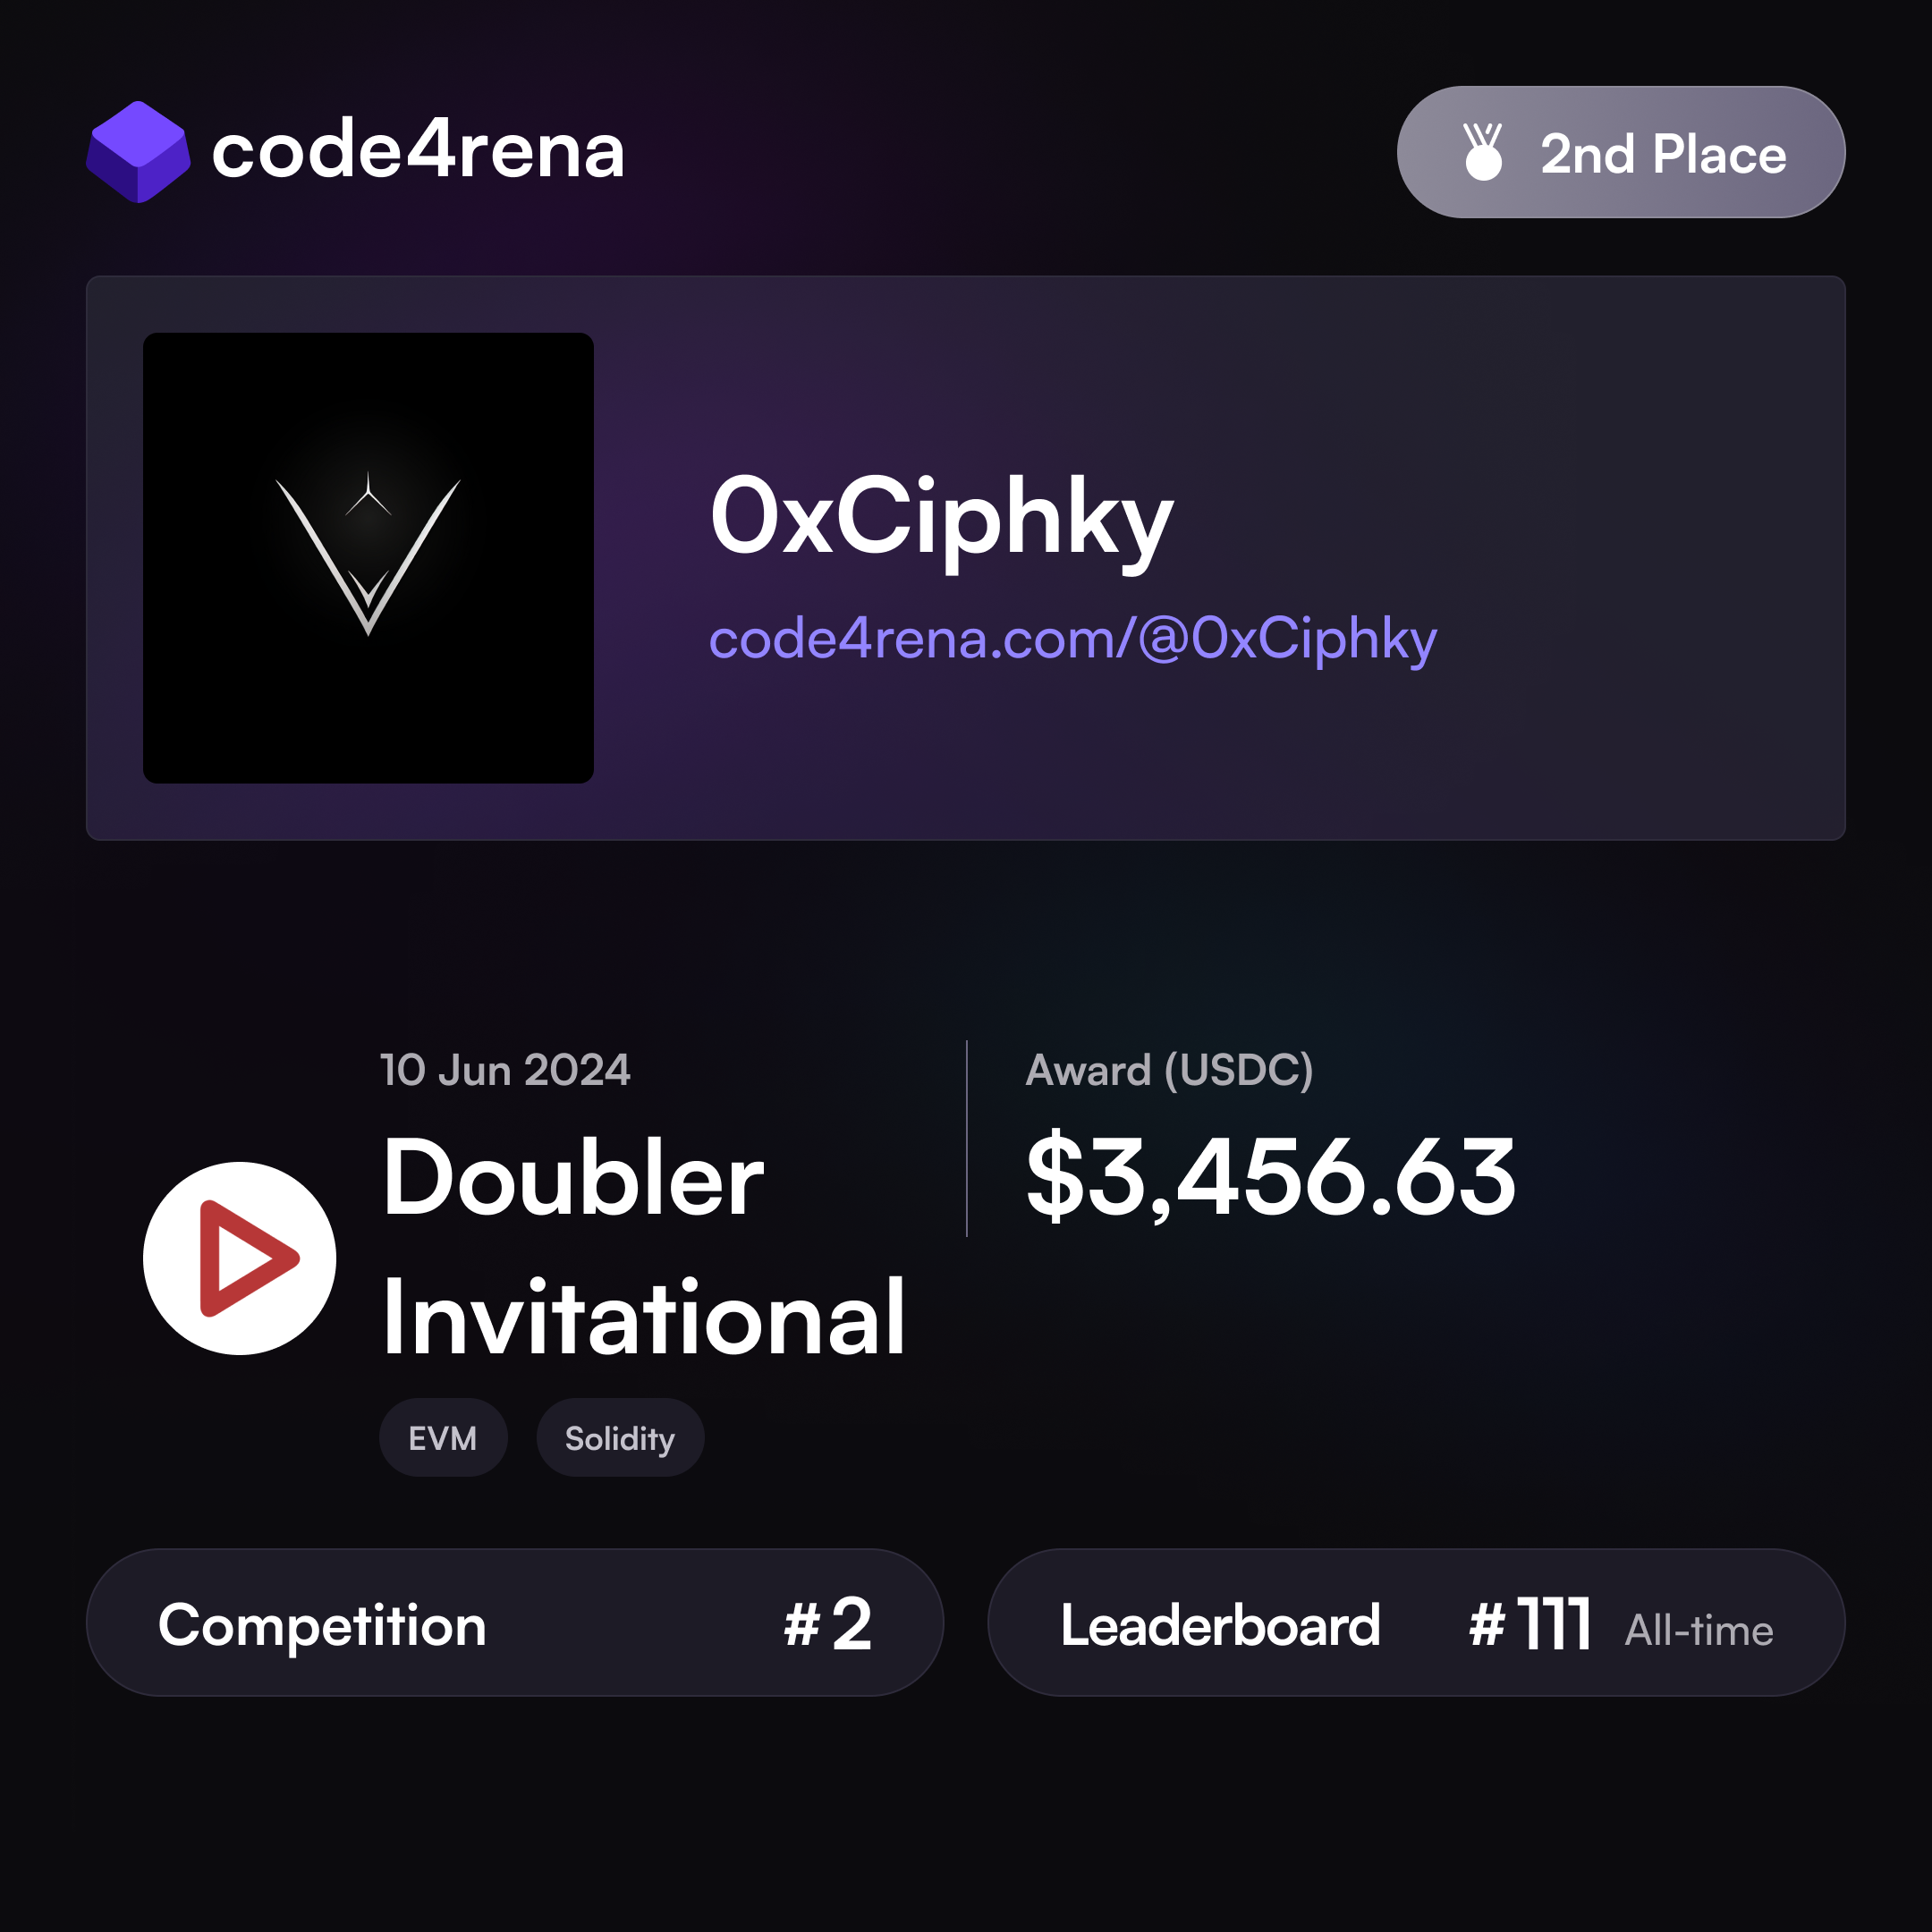 code4rena
2nd Place
0xCiphky
code4rena.com/@0xCiphky
10 Jun 2024
Doubler
Invitational
EVM
Solidity
Award (USDC)
$3,456.63
Competition
#2
Leaderboard
#111 All-time